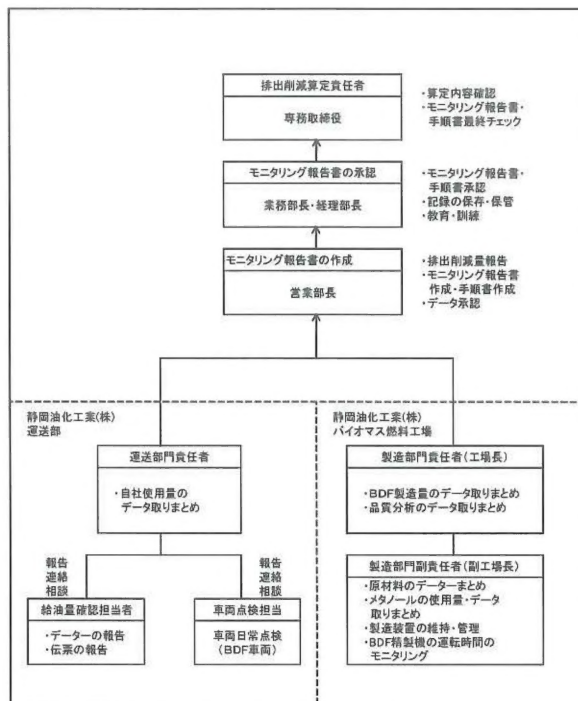 排出削減算定責任者
専務取締役
・算定内容確認
・モニタリング報告書・
手順書最終チェック
モニタリング報告書の承認
業務部長・経理部長
・モニタリング報告書・
手順書承認
・記録の保存・保管
・教育・訓練
モニタリング報告書の作成
営業部長
・排出削減量報告
・モニタリング報告書
作成・手順書作成
・データ承認
静岡油化工業(株)
運送部
運送部門責任者
・自社使用量の
データ取りまとめ
報告
連絡
相談
報告
連絡
相談
給油量確認担当者
・データーの報告
・伝票の報告
車両点検担当
車両日常点検
(BDF車両)
静岡油化工業(株)
バイオマス燃料工場
製造部門責任者(工場長)
・BDF製造量のデータ取りまとめ
・品質分析のデータ取りまとめ
製造部門副責任者(副工場長)
・原材料のデーターまとめ
・メタノールの使用量・データ
取りまとめ
・製造装置の維持・管理
・BDF精製機の運転時間の
モニタリング